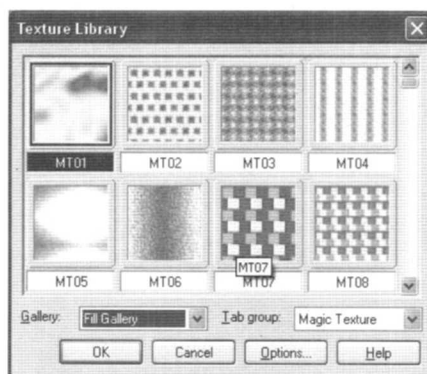 Texture Library
MT01 MT02 MT03 MT04
MT07
MT05 MT06 MT07 MT08
Gallery: Fill Gallery Tab group: Magic Texture
OK Cancel Options... Help